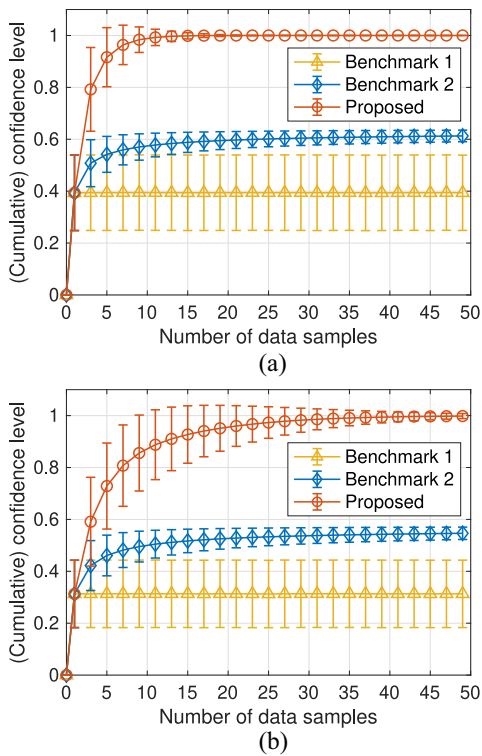 (Cumulative) confidence level
1
0.8
0.6
0.4
0.2
0
Benchmark 1
Benchmark 2
Proposed
0 5 10 15 20 25 30 35 40 45 50
Number of data samples
(a)
(Cumulative) confidence level
1
0.8
0.6
0.4
0.2
0
Benchmark 1
Benchmark 2
Proposed
0 5 10 15 20 25 30 35 40 45 50
Number of data samples
(b)